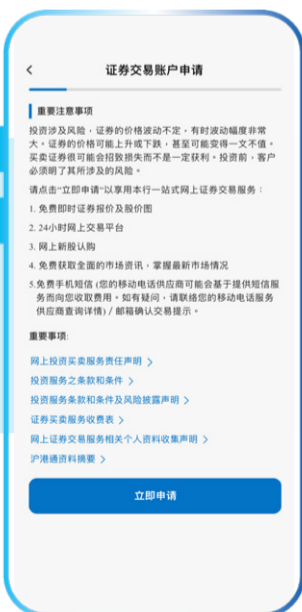 证券交易账户申请
重要注意事项
投资涉及风险，证券的价格波动不定，有时波动幅度非常
大。证券的价格可能上升或下跌，甚至可能变得一文不值。
买卖证券很可能会招致损失而不是一定获利。投资前，客户
必须明了其所涉及的风险。
请点击“立即申请”以享用本行一站式网上证券交易服务：
1. 免费即时证券报价及股价图
2. 24小时网上交易平台
3. 网上新股认购
4. 免费获取全面的市场资讯，掌握最新市场情况
5.免费手机短信 (您的移动电话供应商可能会基于提供短信服
务而向您收取费用。如有疑问，请联络您的移动电话服务
供应商查询详情) / 邮箱确认交易提示。
重要事项:
网上投资买卖服务责任声明 >
投资服务之条款和条件 >
投资服务条款和条件及风险披露声明 >
证券买卖服务收费表 >
网上证券交易服务相关个人资料收集声明 >
沪港通资料摘要 >
立即申请